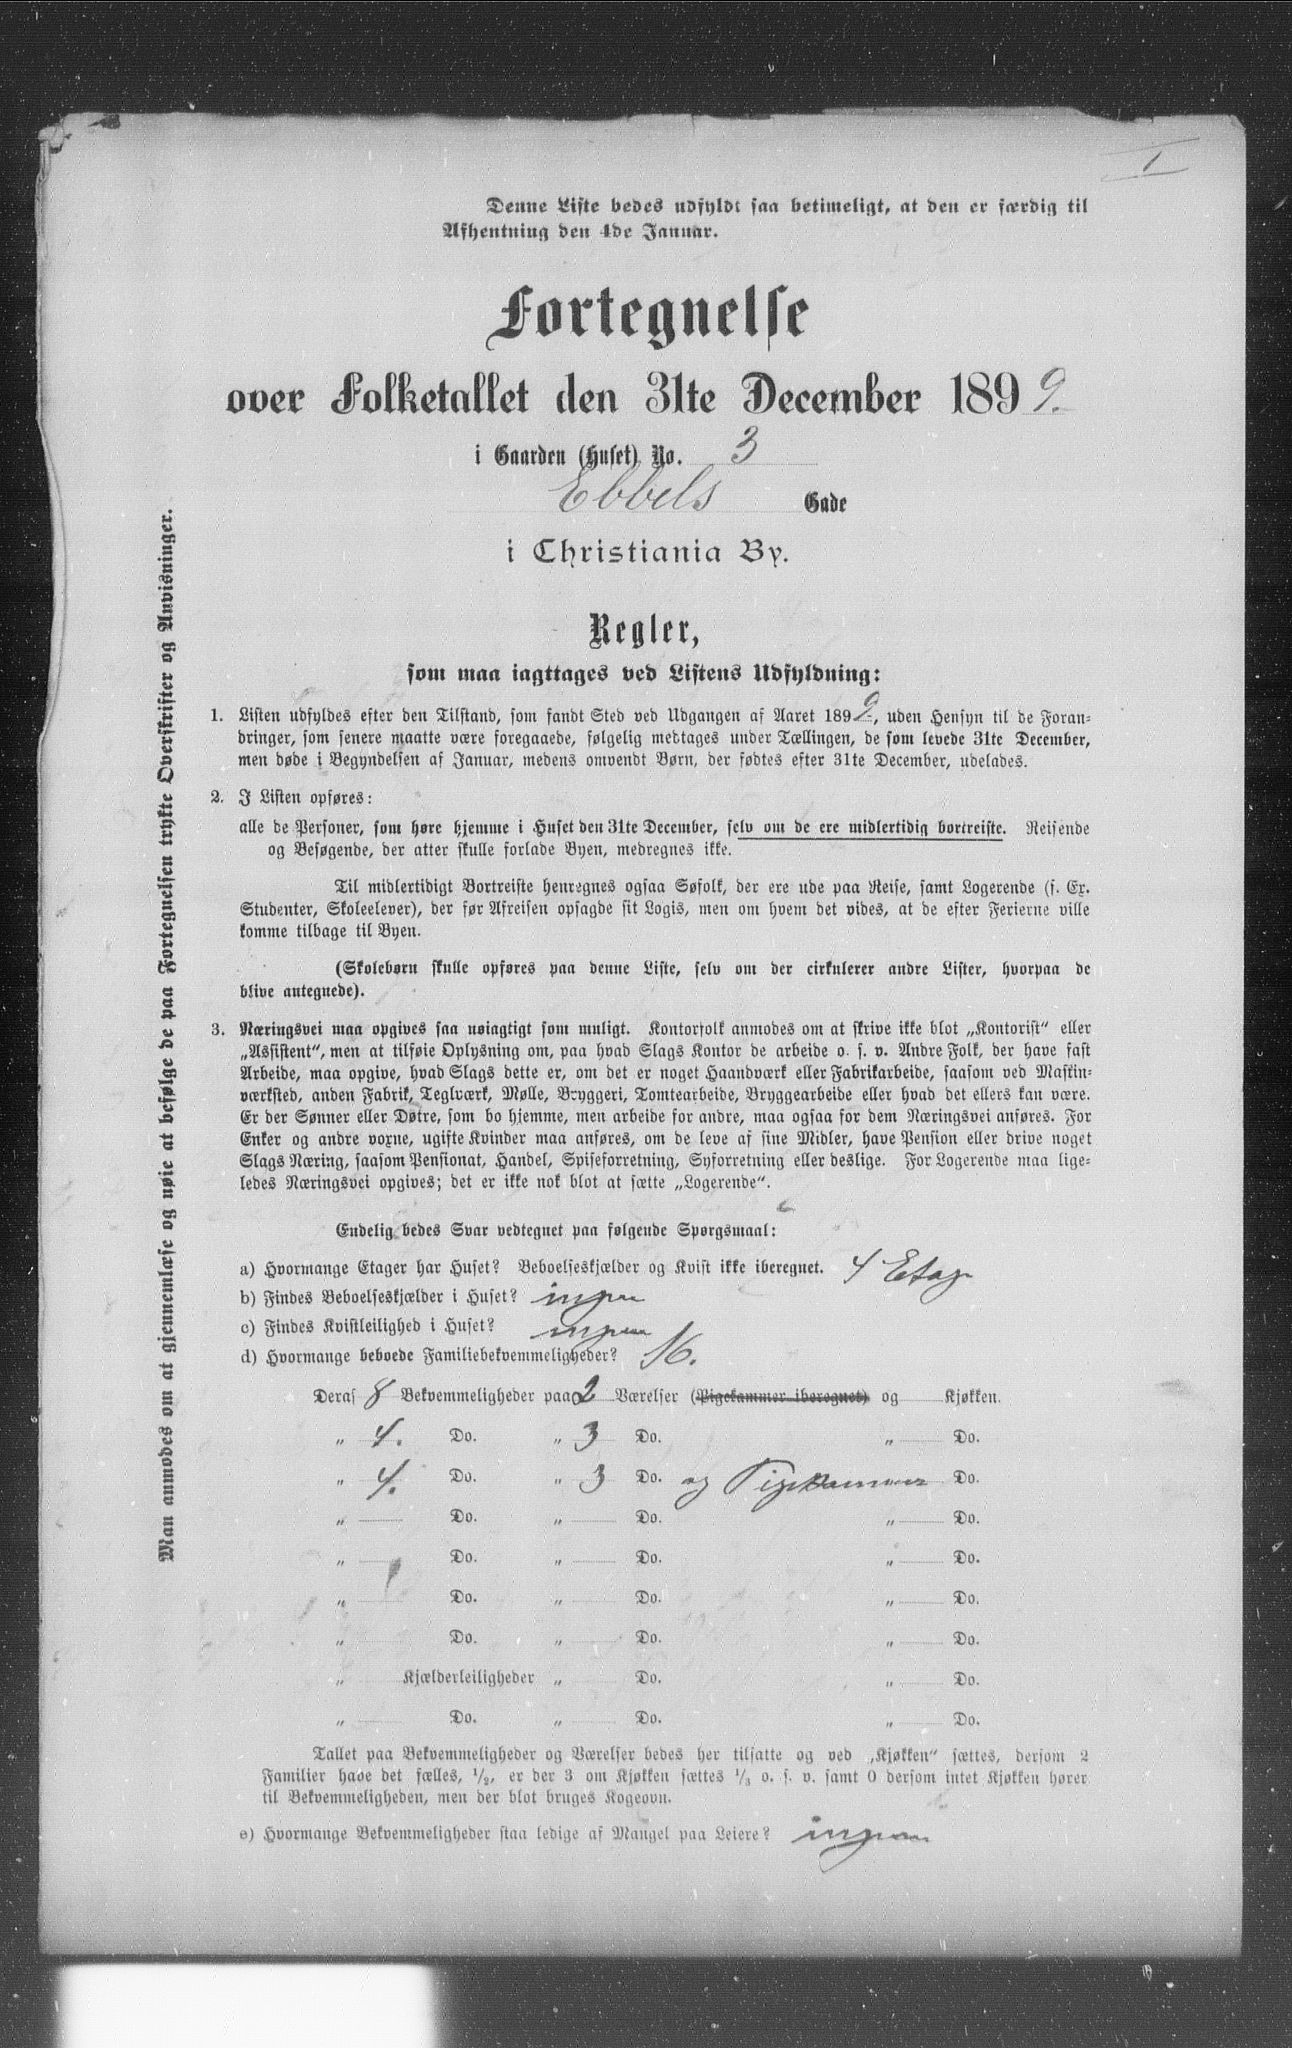 1
Denne Liste bedes udfyldt saa betimeligt, at den er færdig til
Afhentning den 4de Januar.
Fortegnelse
over Folketallet den 31te December 1899.
i Gaarden (Huset) No. 3
Ebbels Gade
i Christiania By.
Regler,
som maa iagttages ved Listens Udfyldning:
1. Listen udfyldes efter den Tilstand, som fandt Sted ved Udgangen af Aaret 1899, uden Hensyn til de Foran-
dringer, som senere maatte være foregaaede, følgelig medtages under Tællingen, de som levede 31te December,
men døde i Begyndelsen af Januar, medens omvendt Børn, der fødtes efter 31te December, udelades.
2. I Listen opføres:
alle de Personer, som høre hjemme i Huset den 31te December, selv om de ere midlertidig bortreiste. Reisende
og Besøgende, der atter skulle forlade Byen, medregnes ikke.
Til midlertidigt Bortreiste henregnes ogsaa Søfolk, der ere ude paa Reise, samt Logerende (f. Ex.
Studenter, Skoleelever), der før Afreisen opsagde sit Logis, men om hvem det vides, at de efter Ferierne ville
komme tilbage til Byen.
(Skolebørn skulle opføres paa denne Liste, selv om der cirkulerer andre Lister, hvorpaa de
blive antegnede).
3. Næringsvei maa opgives saa nøiagtigt som muligt. Kontorfolk anmodes om at skrive ikke blot „Kontorist" eller
„Assistent", men at tilføie Oplysning om, paa hvad Slags Kontor de arbeide o. s. v. Andre Folk, der have fast
Arbeide, maa opgive, hvad Slags dette er, om det er noget Haandværk eller Fabrikarbeide, saasom ved Maskin-
værksted, anden Fabrik, Teglværk, Mølle, Bryggeri, Tomtearbeide, Bryggearbeide eller hvad det ellers kan være.
Er der Sønner eller Døtre, som bo hjemme, men arbeide for andre, maa ogsaa for dem Næringsvei anføres. For
Enker og andre voxne, ugifte Kvinder maa anføres, om de leve af sine Midler, have Pension eller drive noget
Slags Næring, saasom Pensionat, Handel, Spiseforretning, Syforretning eller deslige. For Logerende maa lige-
ledes Næringsvei opgives; det er ikke nok blot at sætte „Logerende".
Endelig bedes Svar vedtegnet paa følgende Spørgsmaal:
a) Hvormange Etager har Huset? Beboelseskjælder og Kvist ikke iberegnet. 4 Etag
b) Findes Beboelseskjælder i Huset? ingen
c) Findes Kvistleilighed i Huset? ingen
d) Hvormange beboede Familiebekvemmeligheder? 16.
Deraf 8 Bekvemmeligheder paa 2 Værelser (Pigekammer iberegnet) og Kjøkken.
„ 4. Do. „ 3 Do. „ Do.
„ 4. Do. „ 3 Do. og Pigekammer Do.
„ Do. „ Do. „ Do.
„ Do. „ Do. „ Do.
„ Do. „ Do. „ Do.
„ Do. „ Do. „ Do.
„ Kjælderleiligheder „ Do. „ Do.
„ Do. „ Do. „ Do.
Tallet paa Bekvemmeligheder og Værelser bedes her tilsatte og ved „Kjøkken" sættes, dersom 2
Familier have det fælles, 1/2, er der 3 om Kjøkken sættes 1/3 o. s. v. samt 0 dersom intet Kjøkken hører
til Bekvemmeligheden, men der blot bruges Kogeovn.
e) Hvormange Bekvemmeligheder staa ledige af Mangel paa Leiere? ingen
Man anmodes om at gjennemlæse og nøie at befølge de paa Fortegnelsen trykte Overskrifter og Anvisninger.